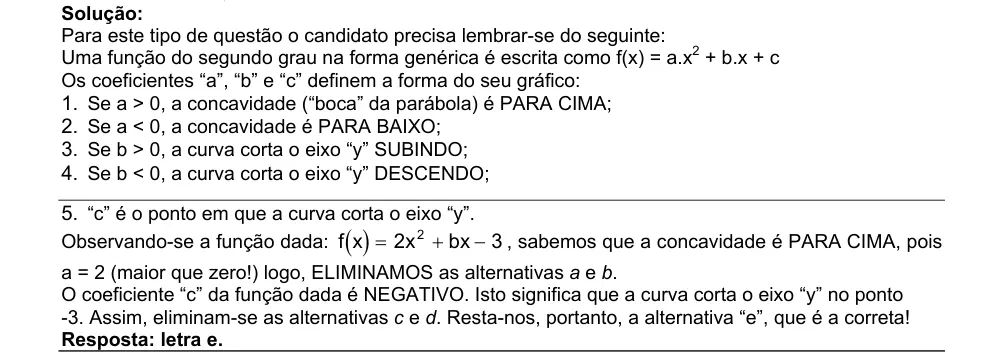 Solução:
Para este tipo de questão o candidato precisa lembrar-se do seguinte:
Uma função do segundo grau na forma genérica é escrita como f(x) = a.x² + b.x + c
Os coeficientes “a”, “b” e “c” definem a forma do seu gráfico:
1. Se a > 0, a concavidade (“boca” da parábola) é PARA CIMA;
2. Se a < 0, a concavidade é PARA BAIXO;
3. Se b > 0, a curva corta o eixo “y” SUBINDO;
4. Se b < 0, a curva corta o eixo “y” DESCENDO;
5. “c” é o ponto em que a curva corta o eixo “y”.
Observando-se a função dada: f(x) = 2x² + bx – 3 , sabemos que a concavidade é PARA CIMA, pois
a = 2 (maior que zero!) logo, ELIMINAMOS as alternativas a e b.
O coeficiente “c” da função dada é NEGATIVO. Isto significa que a curva corta o eixo “y” no ponto
-3. Assim, eliminam-se as alternativas c e d. Resta-nos, portanto, a alternativa “e”, que é a correta!
Resposta: letra e.